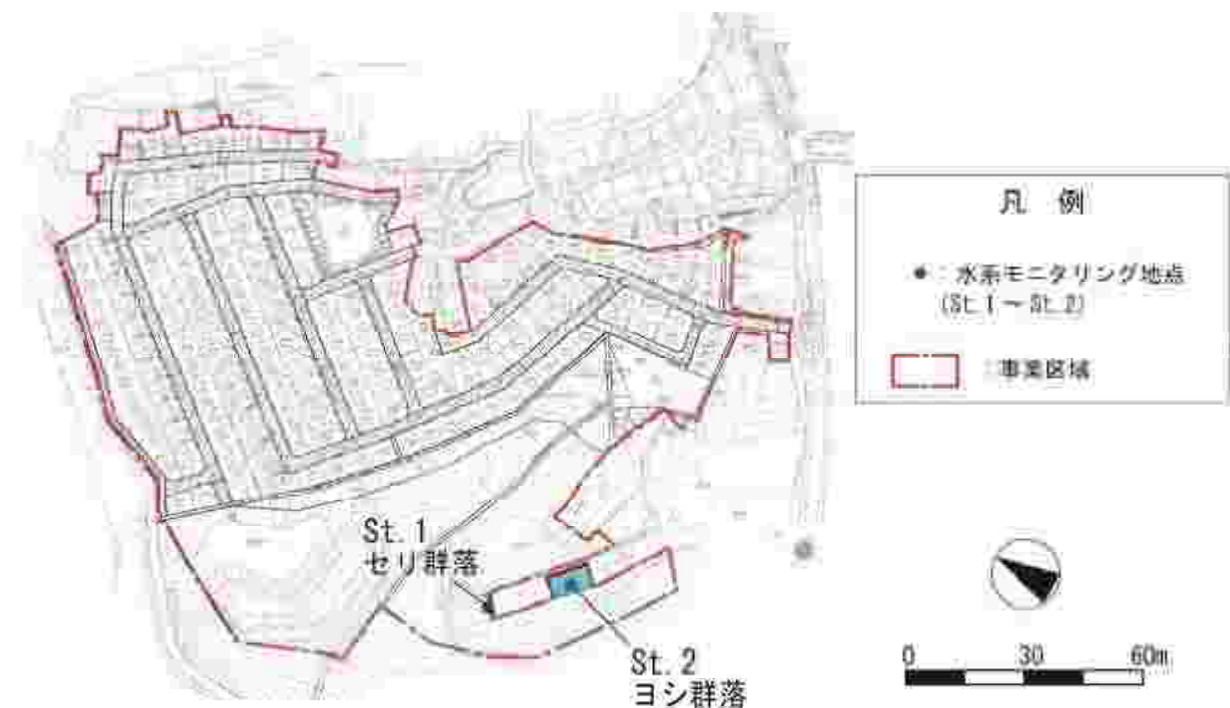 凡 例
●：水系モニタリング地点
(St.1～St.2)
：事業区域
St.1
セリ群落
St.2
ヨシ群落
0 30 60m